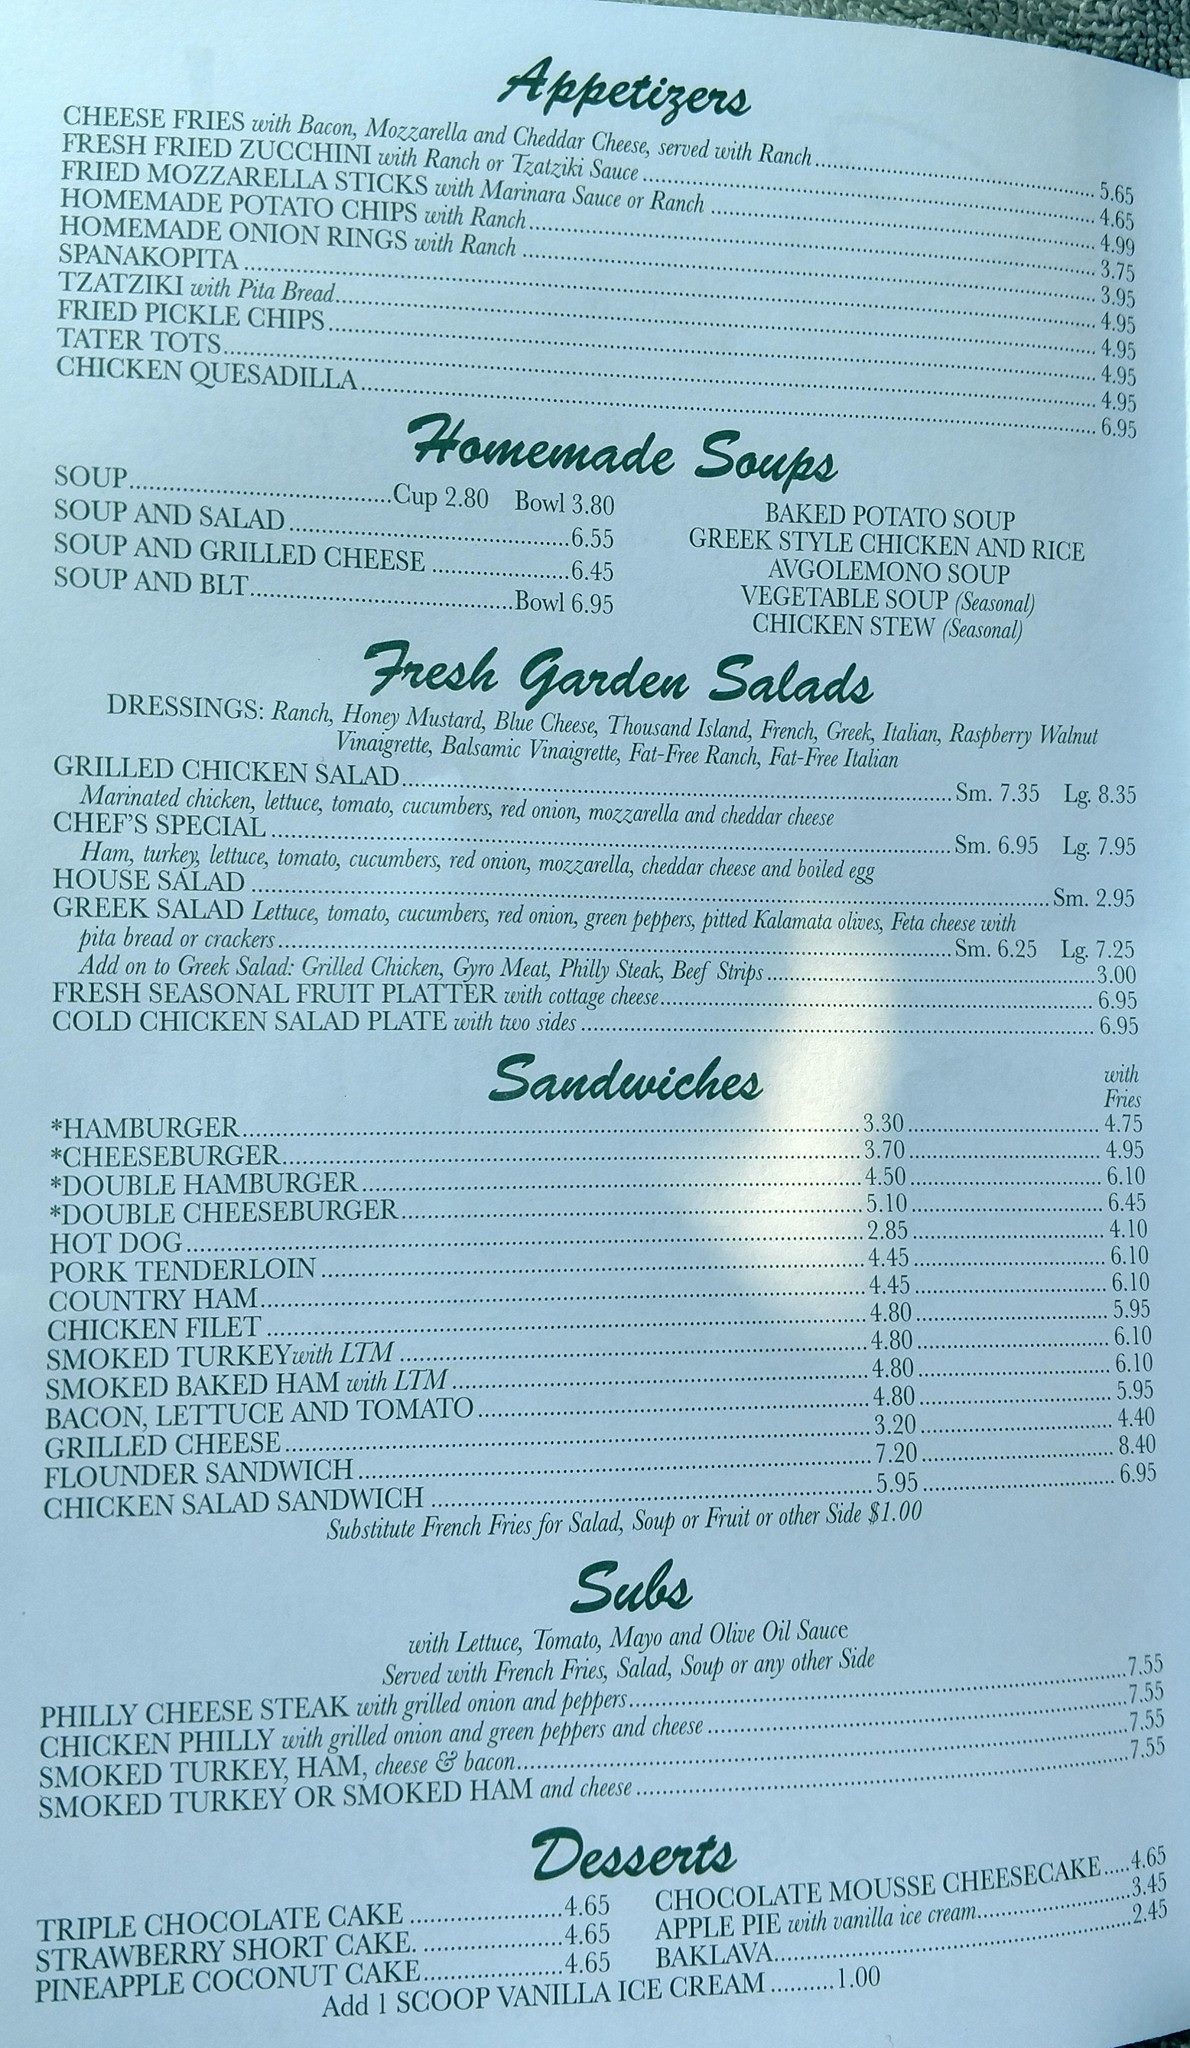 Appetizers
CHEESE FRIES with Bacon, Mozzarella and Cheddar Cheese, served with Ranch 5.65
FRESH FRIED ZUCCHINI with Ranch or Tzatziki Sauce 4.65
FRIED MOZZARELLA STICKS with Marinara Sauce or Ranch 4.99
HOMEMADE POTATO CHIPS with Ranch 3.75
HOMEMADE ONION RINGS with Ranch 3.95
SPANAKOPITA 4.95
TZATZIKI with Pita Bread 4.95
FRIED PICKLE CHIPS 4.95
TATER TOTS 4.95
CHICKEN QUESADILLA 6.95
Homemade Soups
SOUP Cup 2.80 Bowl 3.80
SOUP AND SALAD 6.55
SOUP AND GRILLED CHEESE 6.45
SOUP AND BLT Bowl 6.95
BAKED POTATO SOUP
GREEK STYLE CHICKEN AND RICE
AVGOLEMONO SOUP
VEGETABLE SOUP (Seasonal)
CHICKEN STEW (Seasonal)
Fresh Garden Salads
DRESSINGS: Ranch, Honey Mustard, Blue Cheese, Thousand Island, French, Greek, Italian, Raspberry Walnut
Vinaigrette, Balsamic Vinaigrette, Fat-Free Ranch, Fat-Free Italian
GRILLED CHICKEN SALAD Sm. 7.35 Lg. 8.35
Marinated chicken, lettuce, tomato, cucumbers, red onion, mozzarella and cheddar cheese
CHEF'S SPECIAL Sm. 6.95 Lg. 7.95
Ham, turkey, lettuce, tomato, cucumbers, red onion, mozzarella, cheddar cheese and boiled egg
HOUSE SALAD Sm. 2.95
GREEK SALAD Lettuce, tomato, cucumbers, red onion, green peppers, pitted Kalamata olives, Feta cheese with
pita bread or crackers Sm. 6.25 Lg. 7.25
Add on to Greek Salad: Grilled Chicken, Gyro Meat, Philly Steak, Beef Strips 3.00
FRESH SEASONAL FRUIT PLATTER with cottage cheese 6.95
COLD CHICKEN SALAD PLATE with two sides 6.95
Sandwiches
with
Fries
*HAMBURGER 3.30 4.75
*CHEESEBURGER 3.70 4.95
*DOUBLE HAMBURGER 4.50 6.10
*DOUBLE CHEESEBURGER 5.10 6.45
HOT DOG 2.85 4.10
PORK TENDERLOIN 4.45 6.10
COUNTRY HAM 4.45 6.10
CHICKEN FILET 4.80 5.95
SMOKED TURKEY with LTM 4.80 6.10
SMOKED BAKED HAM with LTM 4.80 6.10
BACON, LETTUCE AND TOMATO 4.80 5.95
GRILLED CHEESE 3.20 4.40
FLOUNDER SANDWICH 7.20 8.40
CHICKEN SALAD SANDWICH 5.95 6.95
Substitute French Fries for Salad, Soup or Fruit or other Side $1.00
Subs
with Lettuce, Tomato, Mayo and Olive Oil Sauce
Served with French Fries, Salad, Soup or any other Side
PHILLY CHEESE STEAK with grilled onion and peppers 7.55
CHICKEN PHILLY with grilled onion and green peppers and cheese 7.55
SMOKED TURKEY, HAM, cheese & bacon 7.55
SMOKED TURKEY OR SMOKED HAM and cheese 7.55
Desserts
TRIPLE CHOCOLATE CAKE 4.65
STRAWBERRY SHORT CAKE. 4.65
PINEAPPLE COCONUT CAKE 4.65
CHOCOLATE MOUSSE CHEESECAKE 4.65
APPLE PIE with vanilla ice cream 3.45
BAKLAVA 2.45
Add 1 SCOOP VANILLA ICE CREAM 1.00